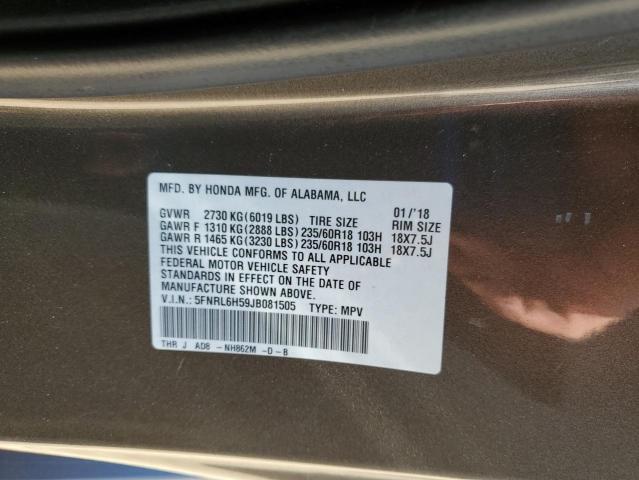 MFD. BY HONDA MFG. OF ALABAMA, LLC 01/'18
GVWR 2730 KG(6019 LBS) TIRE SIZE RIM SIZE
GAWR F 1310 KG(2888 LBS)235/60R18 103H 18X7.5J
GAWR R 1465 KG(3230 LBS)235/60R18 103H 18X7.5J
THIS VEHICLE CONFORMS TO ALL APPLICABLE
FEDERAL MOTOR VEHICLE SAFETY
STANDARDS IN EFFECT ON THE DATE OF
MANUFACTURE SHOWN ABOVE.
V.I.N.: 5FNRL6H59JB081505 TYPE: MPV
THR J AD8 -NH862M -D-B